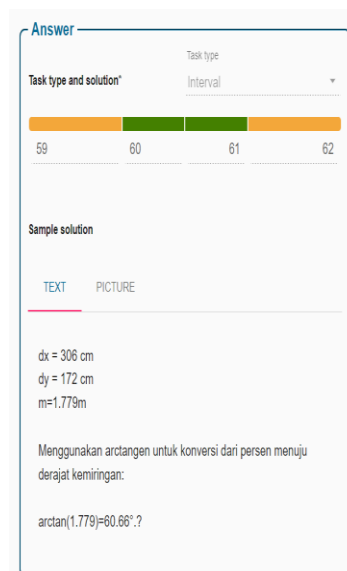 Answer
Task type
Task type and solution*
Interval
59 60 61 62
Sample solution
TEXT PICTURE
dx = 306 cm
dy = 172 cm
m=1.779m
Menggunakan arctangen untuk konversi dari persen menuju
derajat kemiringan:
arctan(1.779)=60.66°.?